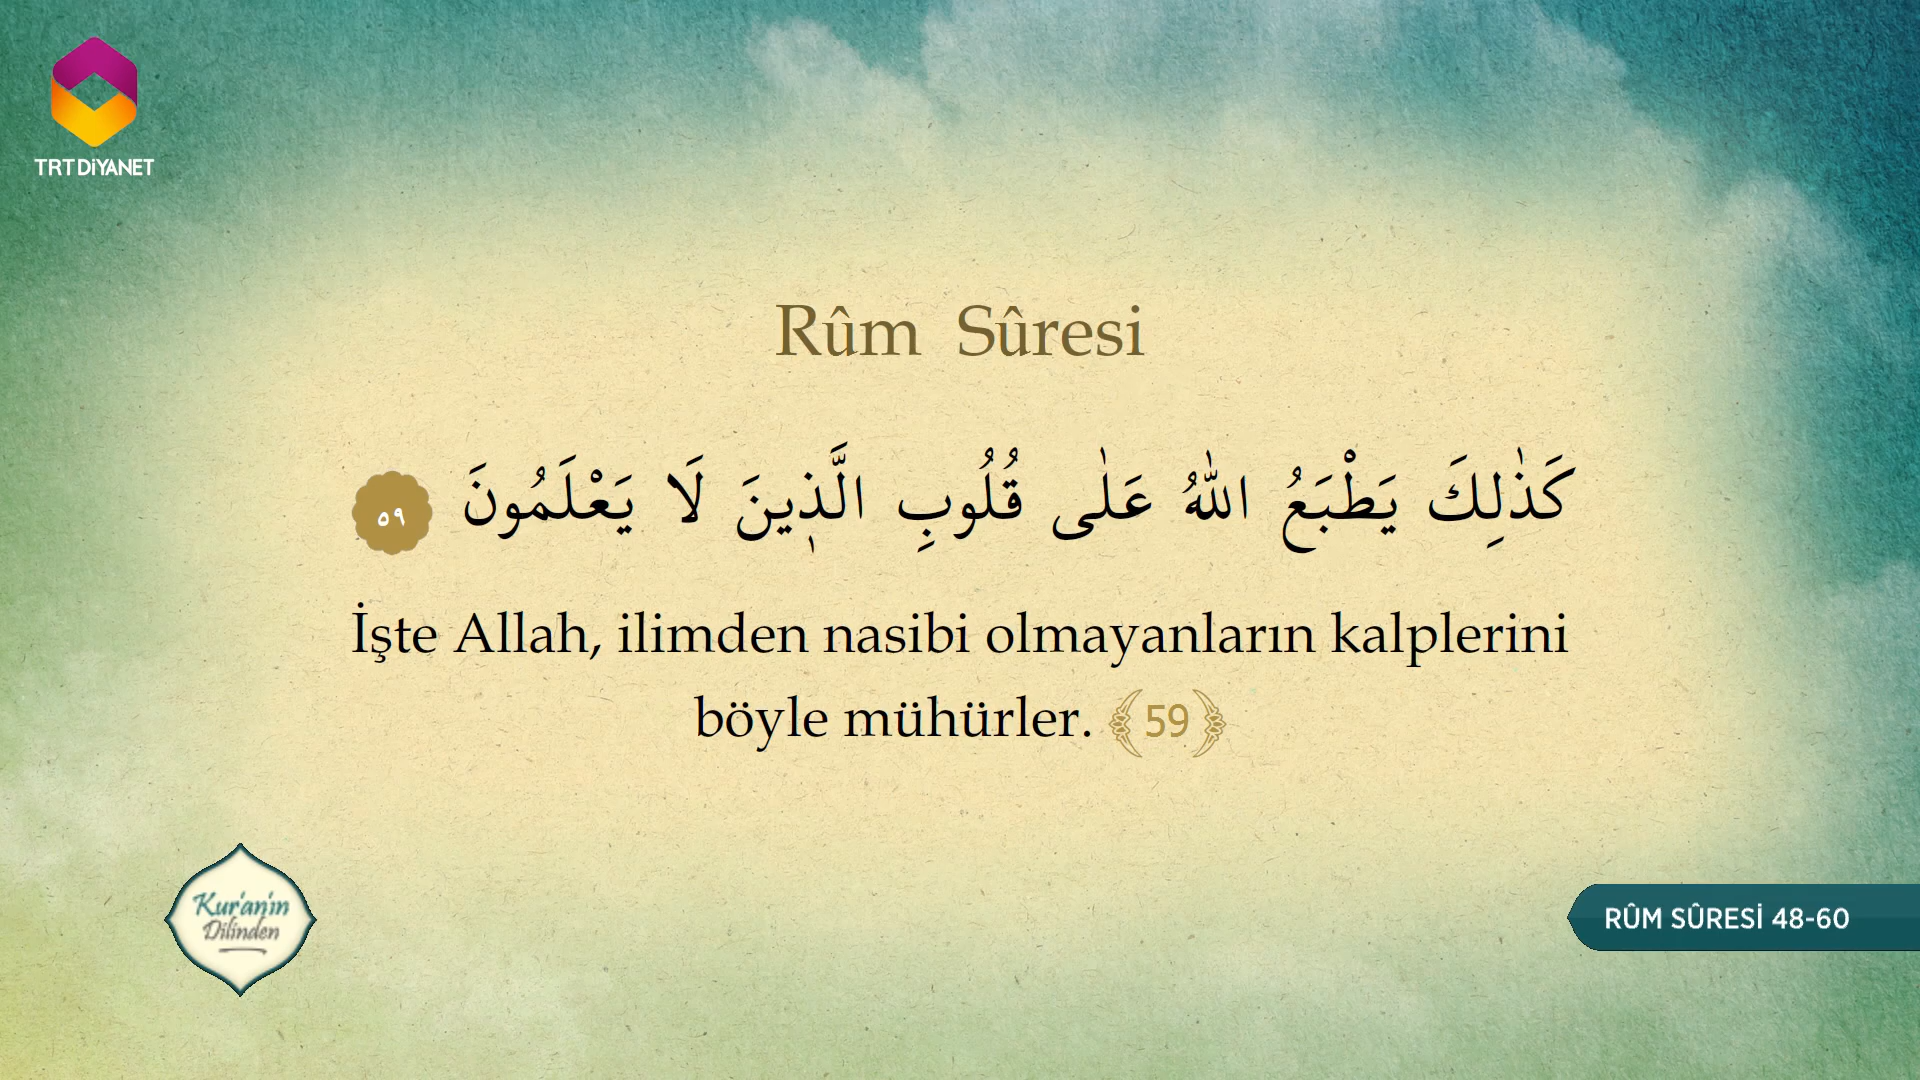 TRT DİYANET
Rûm Sûresi
كَذٰلِكَ يَطْبَعُ اللّٰهُ عَلٰى قُلُوبِ الَّذ۪ينَ لَا يَعْلَمُونَ ٥٩
İşte Allah, ilimden nasibi olmayanların kalplerini
böyle mühürler. ﴾59﴿
Kur'an'ın
Dilinden
RÛM SÛRESİ 48-60